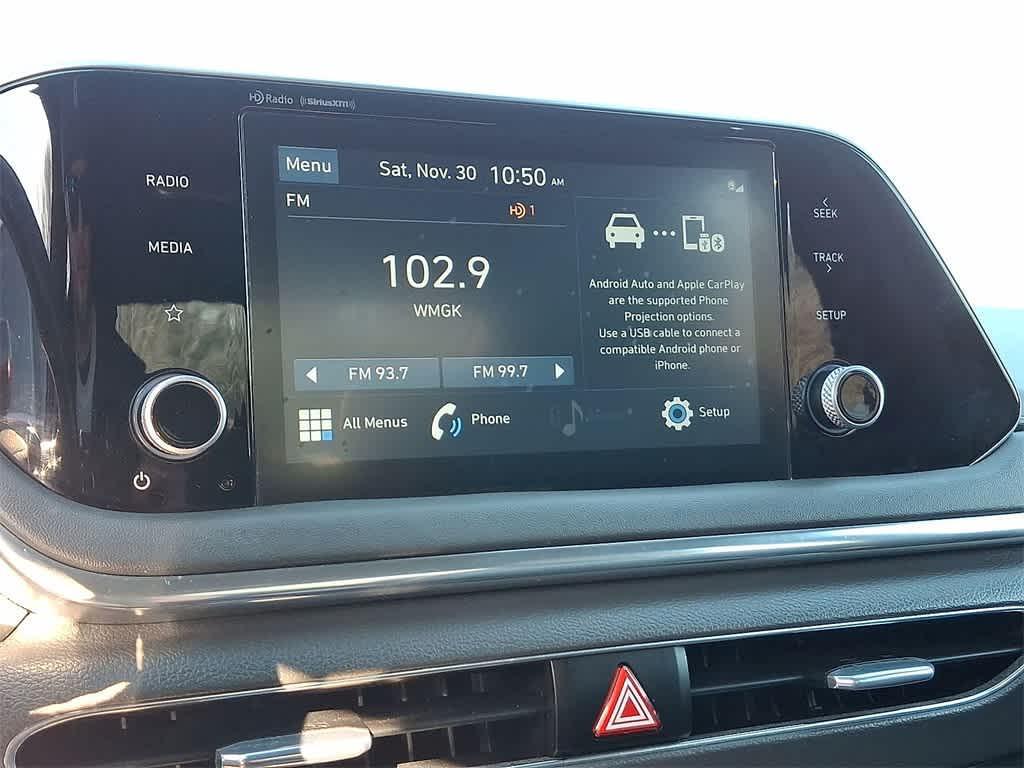 HD Radio ((SiriusXM))
RADIO
MEDIA
Menu
Sat, Nov. 30 10:50 AM
FM
HD 1
102.9
WMGK
FM 93.7
FM 99.7
Android Auto and Apple CarPlay
are the supported Phone
Projection options.
Use a USB cable to connect a
compatible Android phone or
iPhone.
All Menus
Phone
Setup
SEEK
TRACK
SETUP